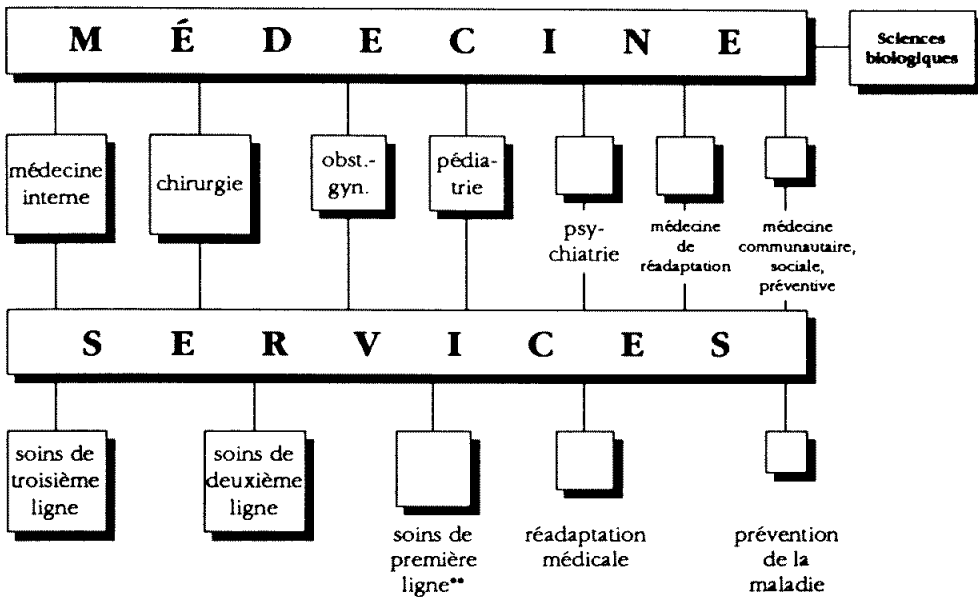 M É D E C I N E
Sciences
biologiques
médecine
interne
chirurgie
obst.-
gyn.
pédia-
trie
psy-
chiatrie
médecine
de
réadaptation
médecine
communautaire,
sociale,
préventive
S E R V I C E S
soins de
troisième
ligne
soins de
deuxième
ligne
soins de
première
ligne**
réadaptation
médicale
prévention
de la
maladie